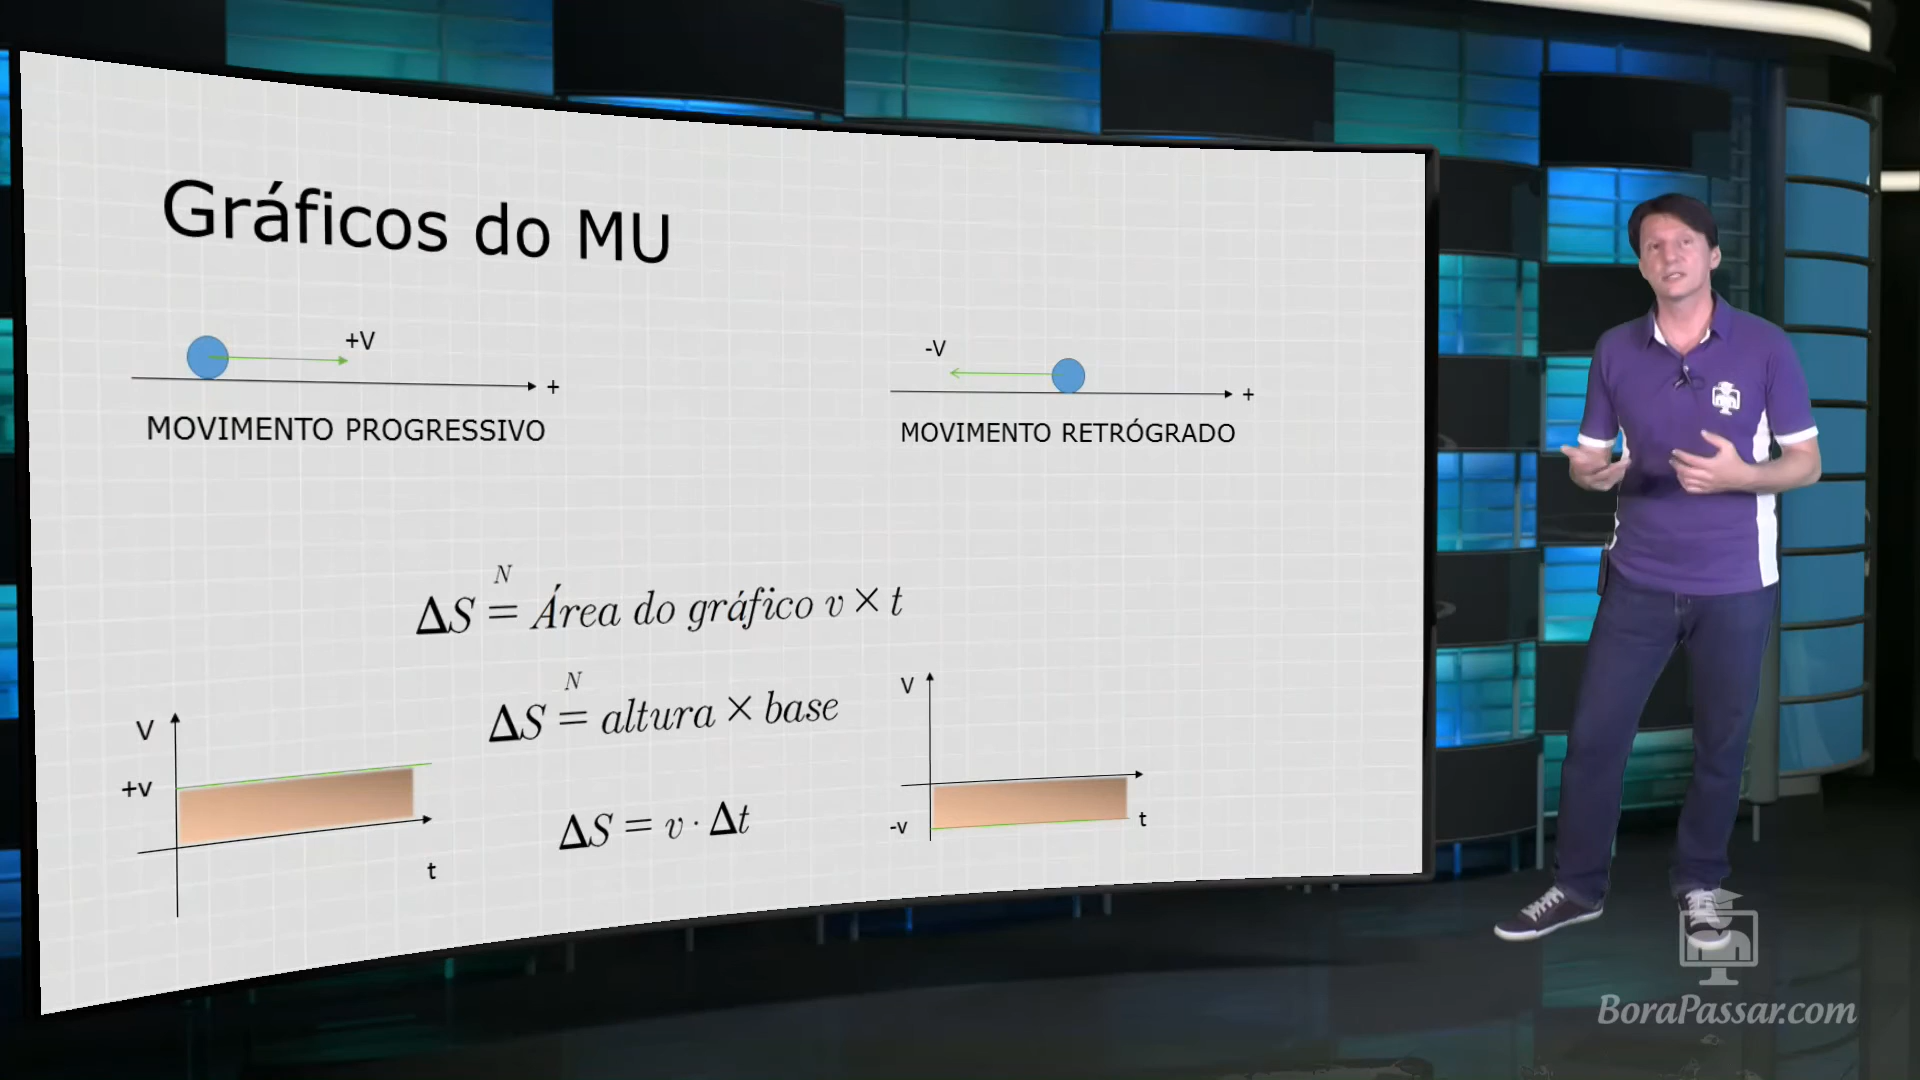 Gráficos do MU
+V
+
MOVIMENTO PROGRESSIVO
-V
+
MOVIMENTO RETRÓGRADO
N
ΔS = Área do gráfico v × t
N
ΔS = altura × base
ΔS = v · Δt
V
+v
t
V
-v
t
BoraPassar.com